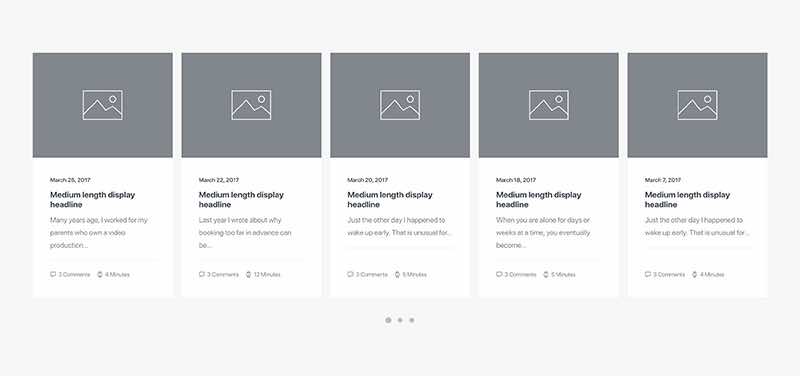 March 25, 2017
Medium length display
headline
Many years ago, I worked for my
parents who own a video
production...
3 Comments 4 Minutes
March 22, 2017
Medium length display
headline
Last year I wrote about why
booking too far in advance can
be...
3 Comments 12 Minutes
March 20, 2017
Medium length display
headline
Just the other day I happened to
wake up early. That is unusual for...
3 Comments 5 Minutes
March 18, 2017
Medium length display
headline
When you are alone for days or
weeks at a time, you eventually
become...
3 Comments 5 Minutes
March 7, 2017
Medium length display
headline
Just the other day I happened to
wake up early. That is unusual for...
3 Comments 4 Minutes